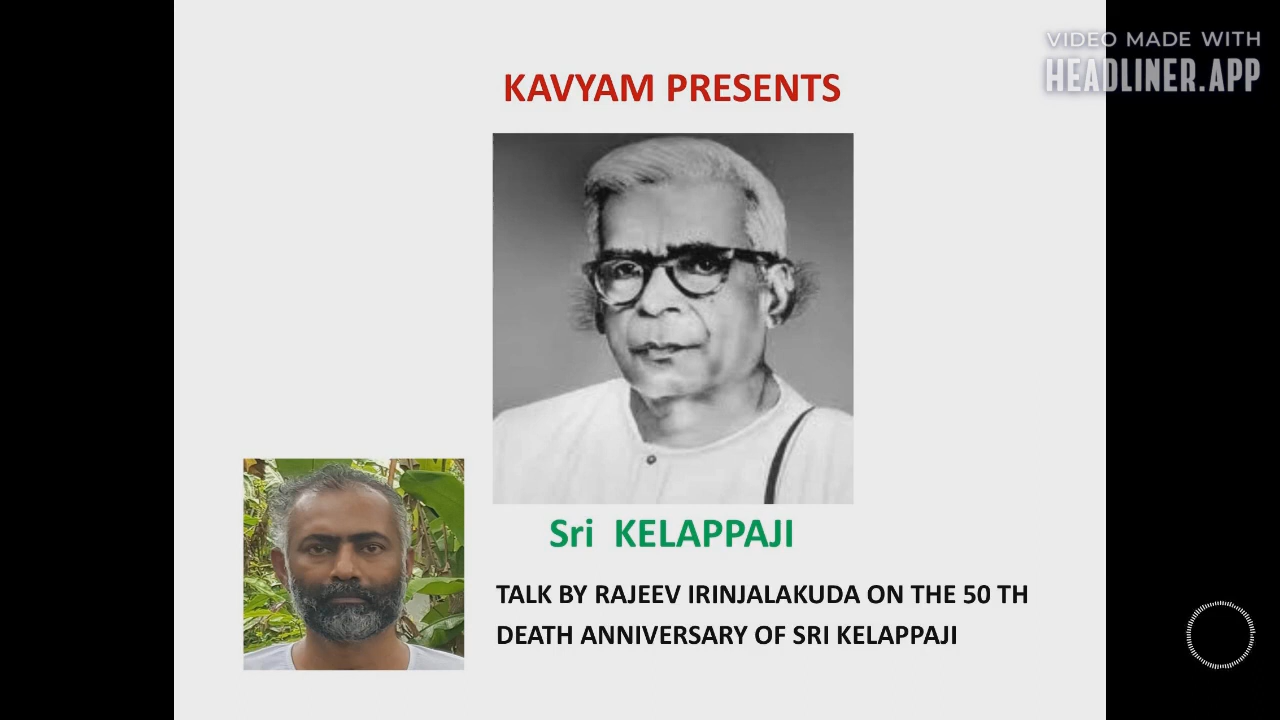 VIDEO MADE WITH
HEADLINER.APP
KAVYAM PRESENTS
Sri KELAPPAJI
TALK BY RAJEEV IRINJALAKUDA ON THE 50 TH
DEATH ANNIVERSARY OF SRI KELAPPAJI